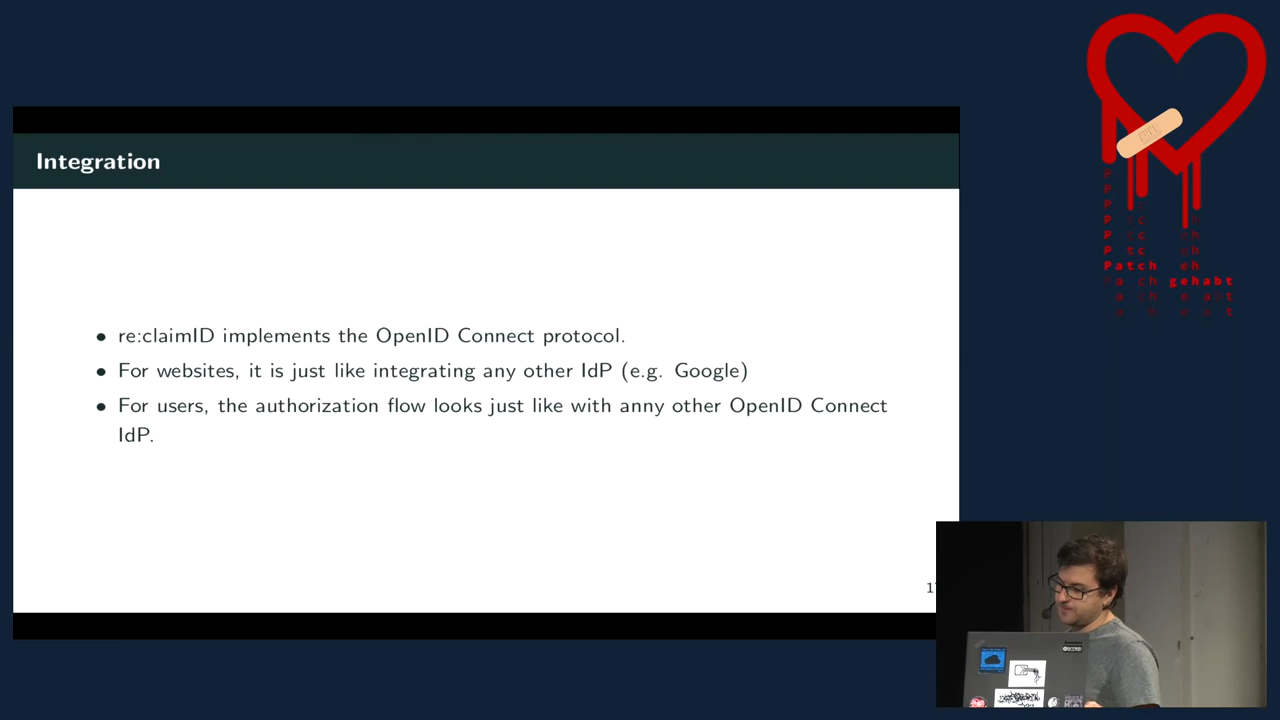 Integration
• re:claimID implements the OpenID Connect protocol.
• For websites, it is just like integrating any other IdP (e.g. Google)
• For users, the authorization flow looks just like with anny other OpenID Connect
IdP.
Patch
gehabt